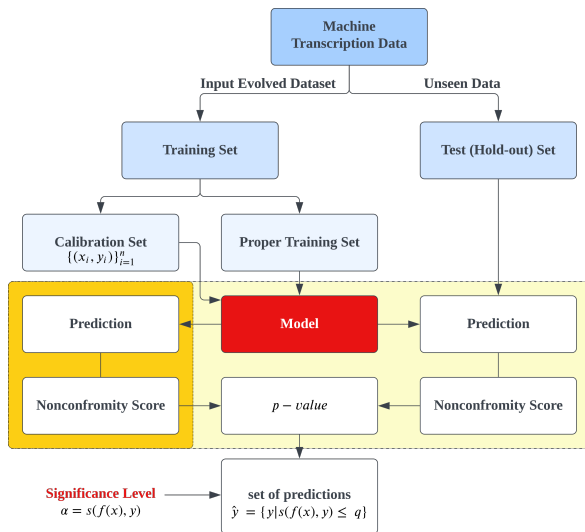 Machine
Transcription Data
Input Evolved Dataset
Unseen Data
Training Set
Test (Hold-out) Set
Calibration Set
{(xᵢ, yᵢ)}ⁿᵢ₌₁
Proper Training Set
Prediction
Model
Prediction
Nonconfromity Score
p − value
Nonconfromity Score
Significance Level
α = s(f(x), y)
set of predictions
ŷ = {y|s(f(x), y) ≤ q}